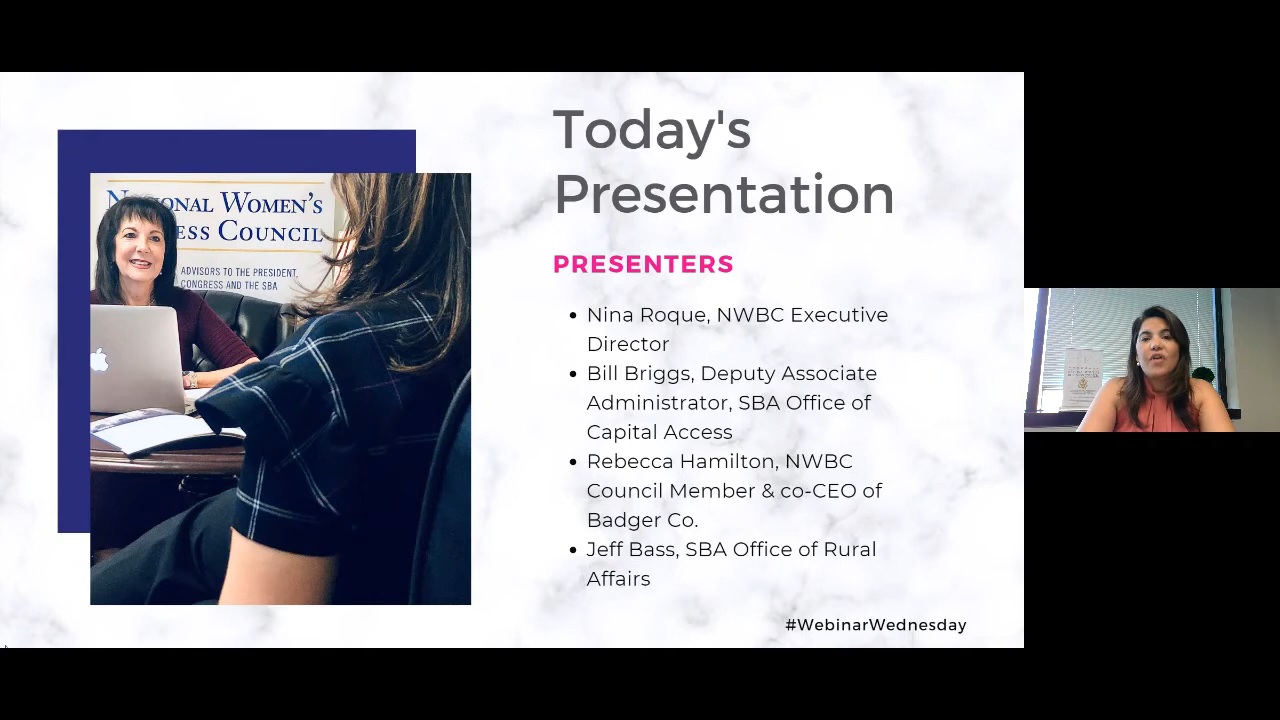 Today's
Presentation
PRESENTERS
Nina Roque, NWBC Executive
Director
Bill Briggs, Deputy Associate
Administrator, SBA Office of
Capital Access
Rebecca Hamilton, NWBC
Council Member & co-CEO of
Badger Co.
Jeff Bass, SBA Office of Rural
Affairs
#WebinarWednesday
N IONAL WOMEN'S
ESS COUNCIL
ADVISORS TO THE PRESIDENT,
CONGRESS AND THE SBA